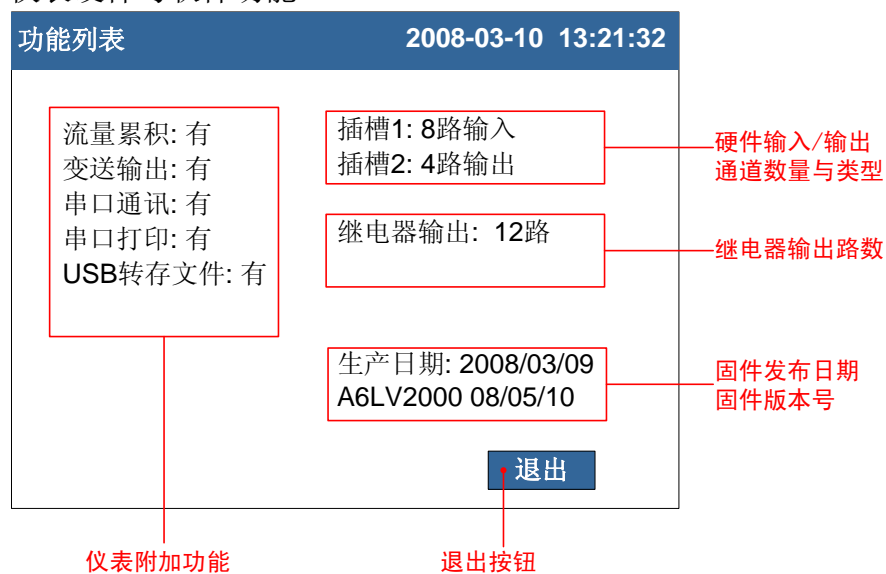 功能列表
2008-03-10 13:21:32
流量累积: 有
变送输出: 有
串口通讯: 有
串口打印: 有
USB转存文件: 有
插槽1: 8路输入
插槽2: 4路输出
继电器输出: 12路
生产日期: 2008/03/09
A6LV2000 08/05/10
退出
硬件输入/输出
通道数量与类型
继电器输出路数
固件发布日期
固件版本号
仪表附加功能
退出按钮